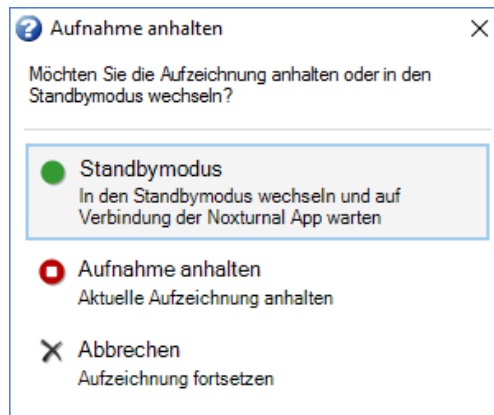 Aufnahme anhalten
Möchten Sie die Aufzeichnung anhalten oder in den
Standbymodus wechseln?
Standbymodus
In den Standbymodus wechseln und auf
Verbindung der Noxturnal App warten
Aufnahme anhalten
Aktuelle Aufzeichnung anhalten
Abbrechen
Aufzeichnung fortsetzen